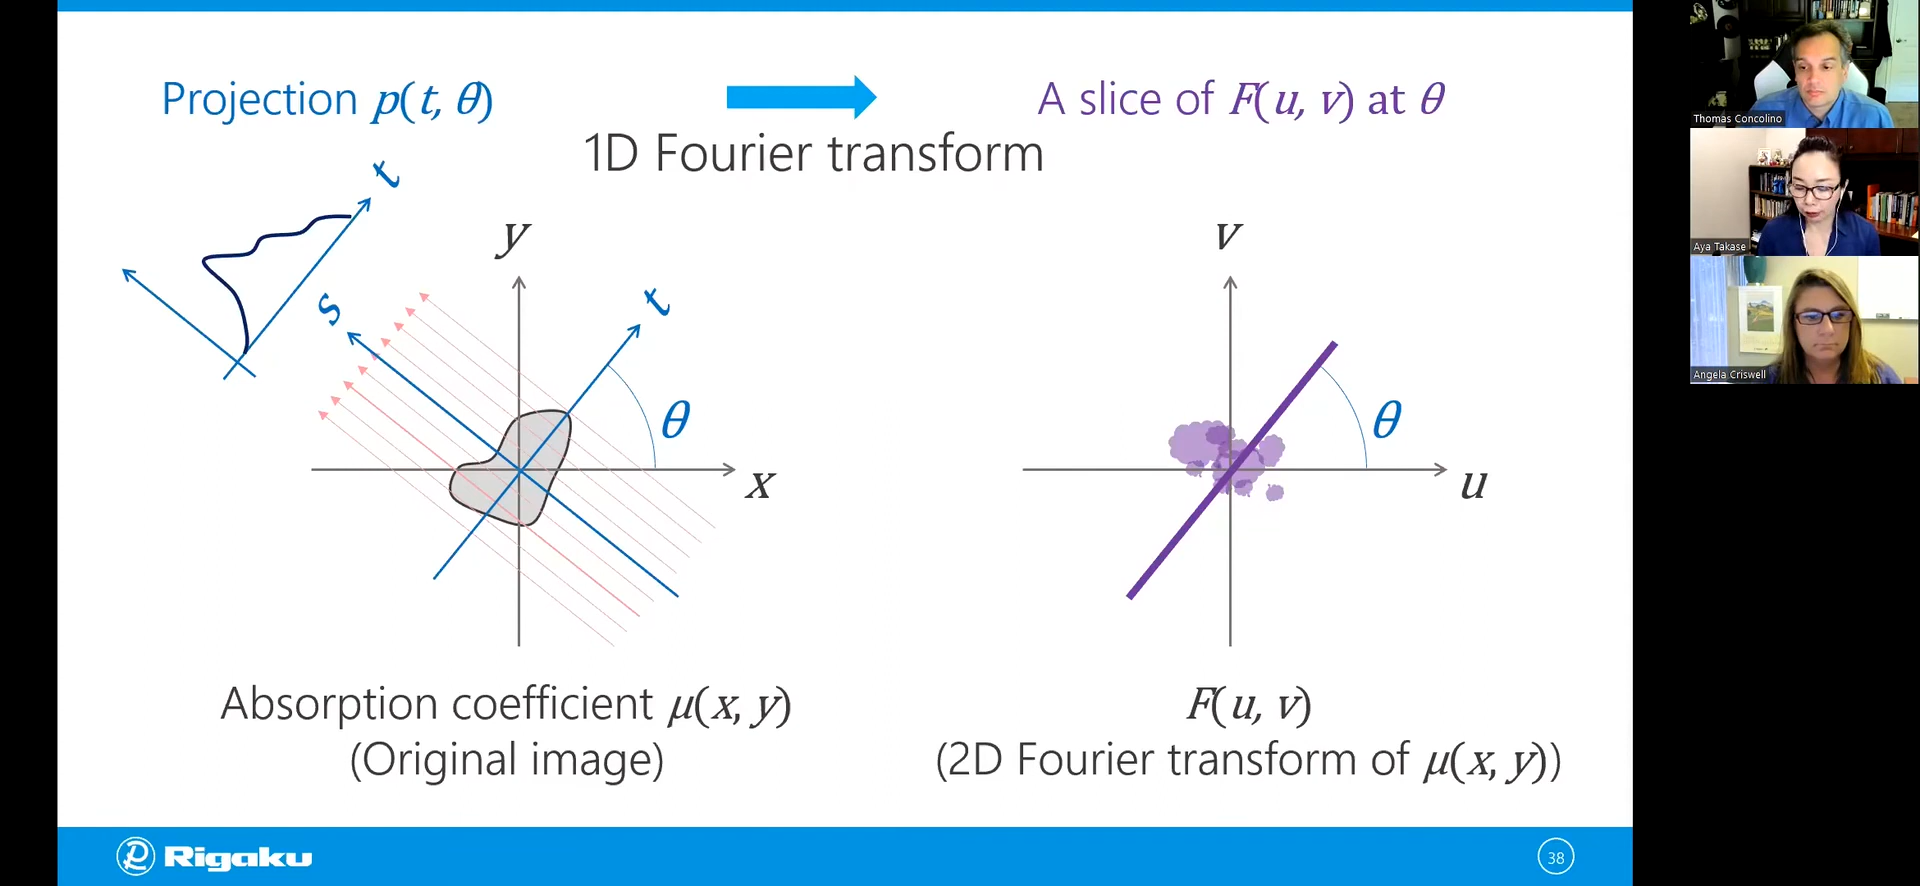 Projection p(t, θ)
A slice of F(u, v) at θ
1D Fourier transform
t
y
s
t
θ
x
v
θ
u
Absorption coefficient μ(x, y)
(Original image)
F(u, v)
(2D Fourier transform of μ(x, y))
Rigaku
38
Thomas Concolino
Aya Takase
Angela Criswell